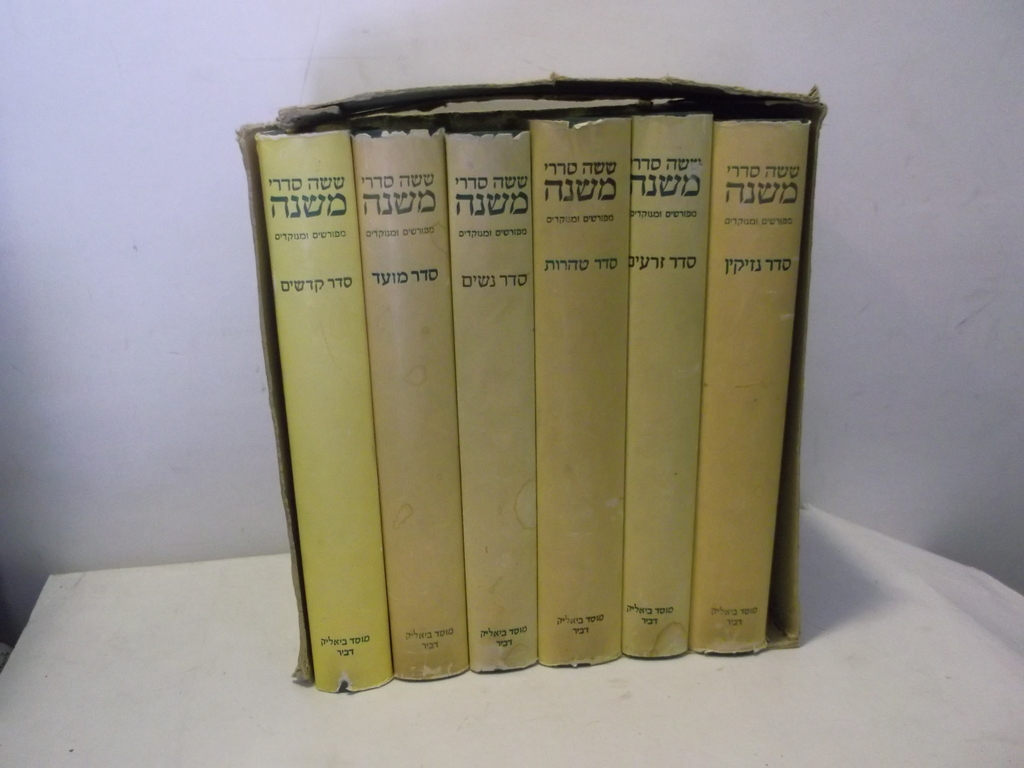 ששה סדרי
משנה
מפורשים ומנוקדים
סדר קדשים
מוסד ביאליק
דביר
ששה סדרי
משנה
מפורשים ומנוקדים
סדר מועד
מוסד ביאליק
דביר
ששה סדרי
משנה
מפורשים ומנוקדים
סדר נשים
מוסד ביאליק
דביר
ששה סדרי
משנה
מפורשים ומנוקדים
סדר טהרות
מוסד ביאליק
דביר
ששה סדרי
משנה
מפורשים ומנוקדים
סדר זרעים
מוסד ביאליק
דביר
ששה סדרי
משנה
מפורשים ומנוקדים
סדר נזיקין
מוסד ביאליק
דביר